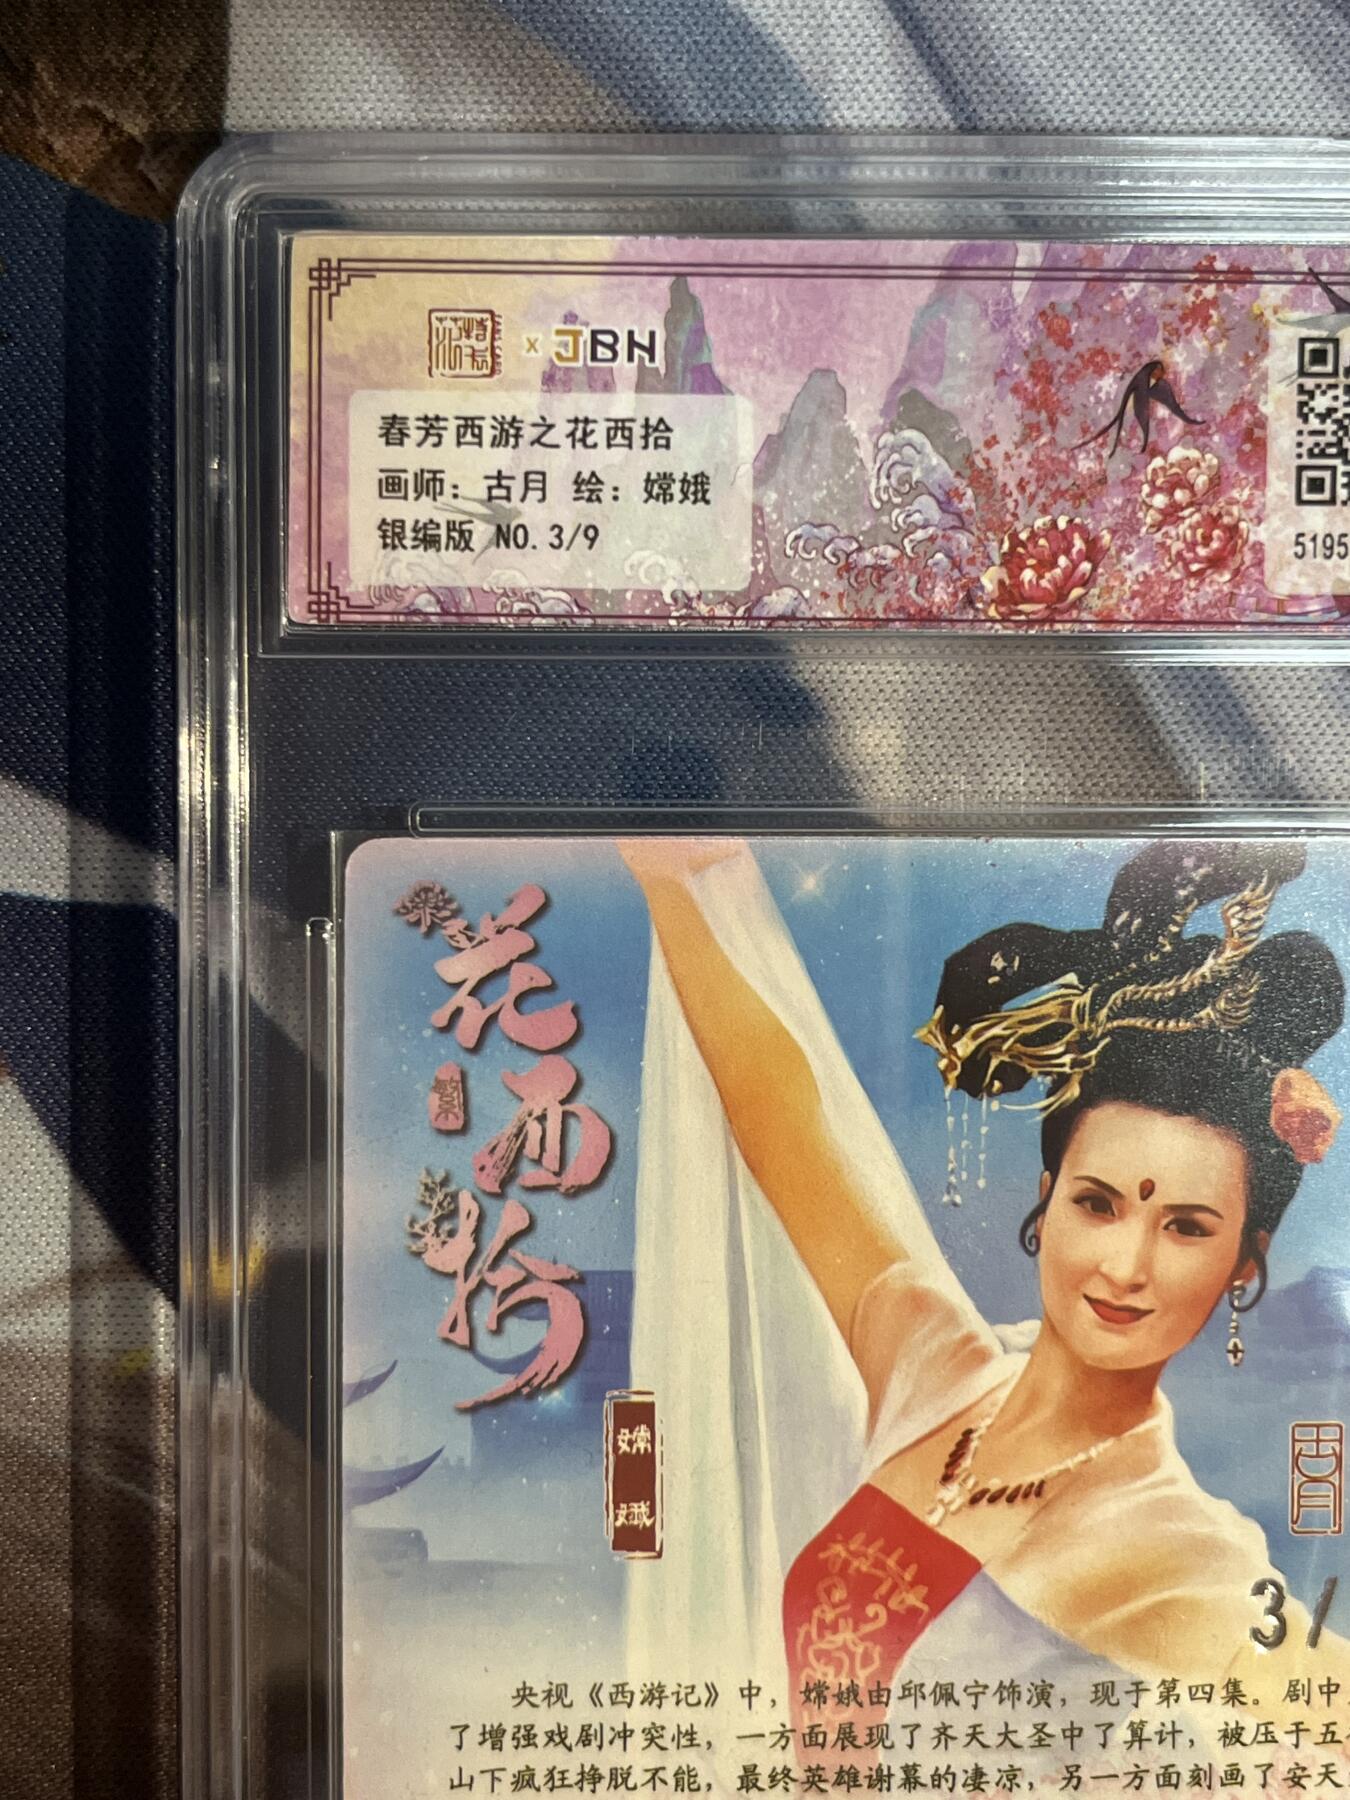 x JBH
春芳西游之花西拾
画师：古月 绘：嫦娥
银编版 NO.3/9
5195
花西拾
繁
嫦娥
古月
3/
央视《西游记》中，嫦娥由邱佩宁饰演，现于第四集。剧中
了增强戏剧冲突性，一方面展现了齐天大圣中了算计，被压于五
山下疯狂挣脱不能，最终英雄谢幕的凄凉，另一方面刻画了安天